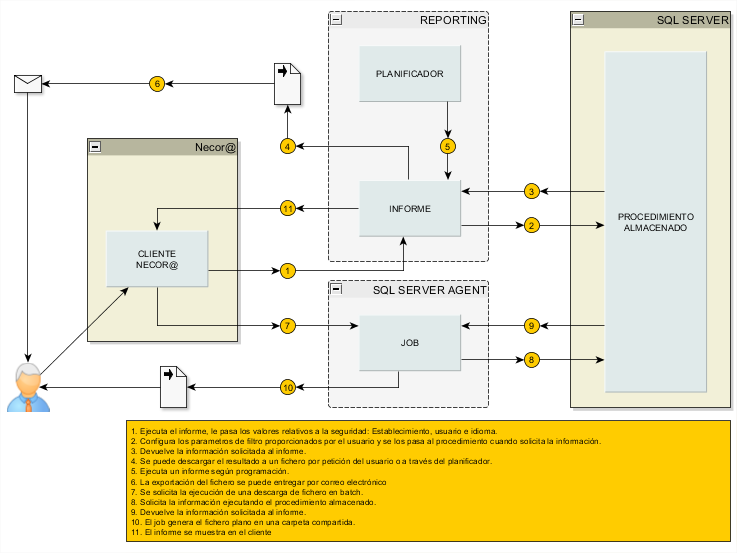 REPORTING
SQL SERVER
PLANIFICADOR
6
Necor@
4
5
3
11
INFORME
2
PROCEDIMIENTO
ALMACENADO
CLIENTE
NECOR@
1
SQL SERVER AGENT
7
JOB
9
8
10
1. Ejecuta el informe, le pasa los valores relativos a la seguridad: Establecimiento, usuario e idioma.
2. Configura los parametros de filtro proporcionados por el usuario y se los pasa al procedimiento cuando solicita la información.
3. Devuelve la información solicitada al informe.
4. Se puede descargar el resultado a un fichero por petición del usuario o a través del planificador.
5. Ejecuta un informe según programación.
6. La exportación del fichero se puede entregar por correo electrónico
7. Se solicita la ejecución de una descarga de fichero en batch.
8. Solicita la información ejecutando el procedimiento almacenado.
9. Devuelve la información solicitada al informe.
10. El job genera el fichero plano en una carpeta compartida.
11. El informe se muestra en el cliente